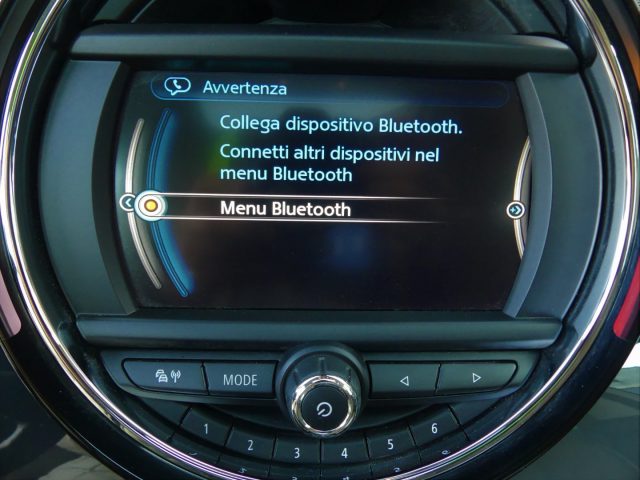 Avvertenza
Collega dispositivo Bluetooth.
Connetti altri dispositivi nel
menu Bluetooth
Menu Bluetooth
MODE
1 2 3 4 5 6